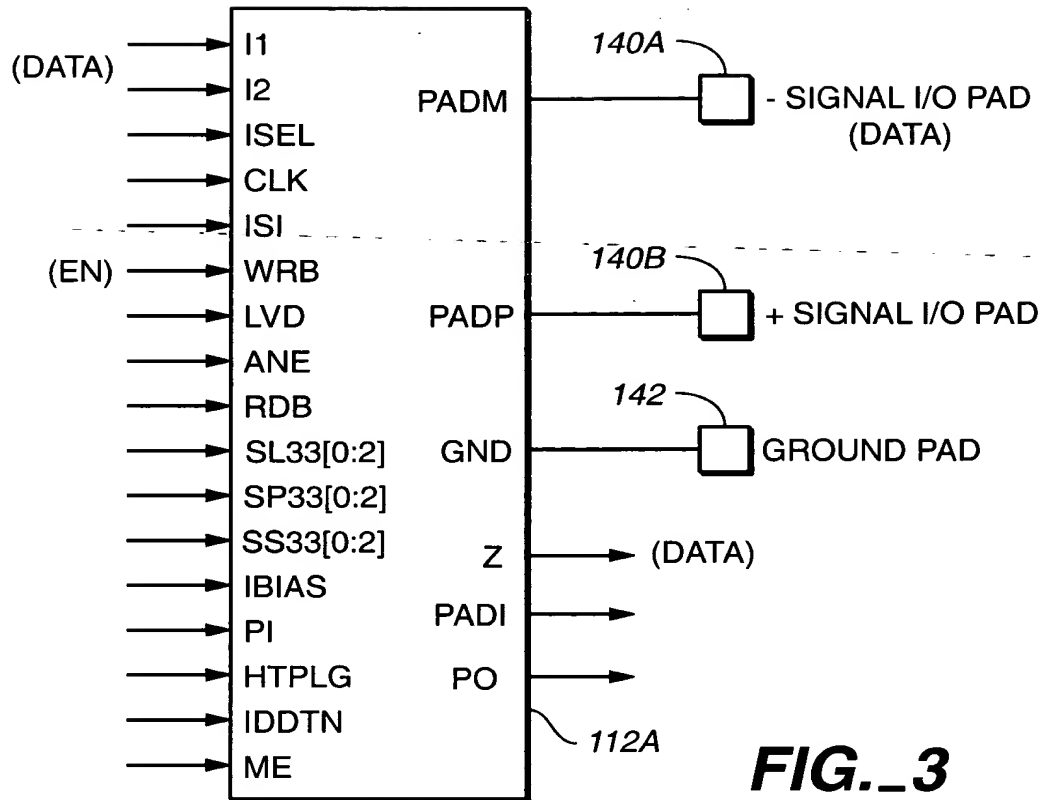 (DATA)
I1
I2
ISEL
CLK
ISI
(EN)
WRB
LVD
ANE
RDB
SL33[0:2]
SP33[0:2]
SS33[0:2]
IBIAS
PI
HTPLG
IDDTN
ME
PADM
140A
- SIGNAL I/O PAD
(DATA)
PADP
140B
+ SIGNAL I/O PAD
GND
142
GROUND PAD
Z
(DATA)
PADI
PO
112A
FIG._3